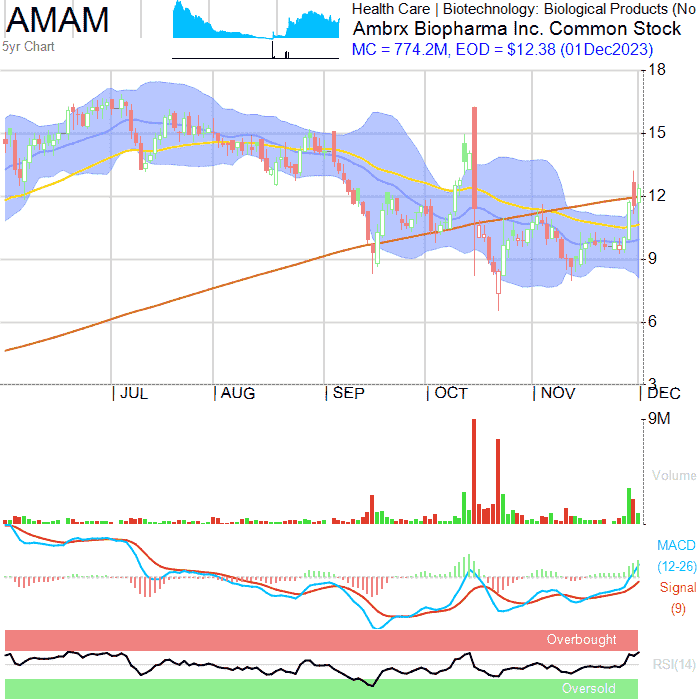 AMAM
5yr Chart
Health Care | Biotechnology: Biological Products (No
Ambrx Biopharma Inc. Common Stock
MC = 774.2M, EOD = $12.38 (01Dec2023)
18
15
12
9
6
3
JUL
AUG
SEP
OCT
NOV
DEC
9M
Volume
MACD
(12-26)
Signal
(9)
Overbought
RSI(14)
Oversold